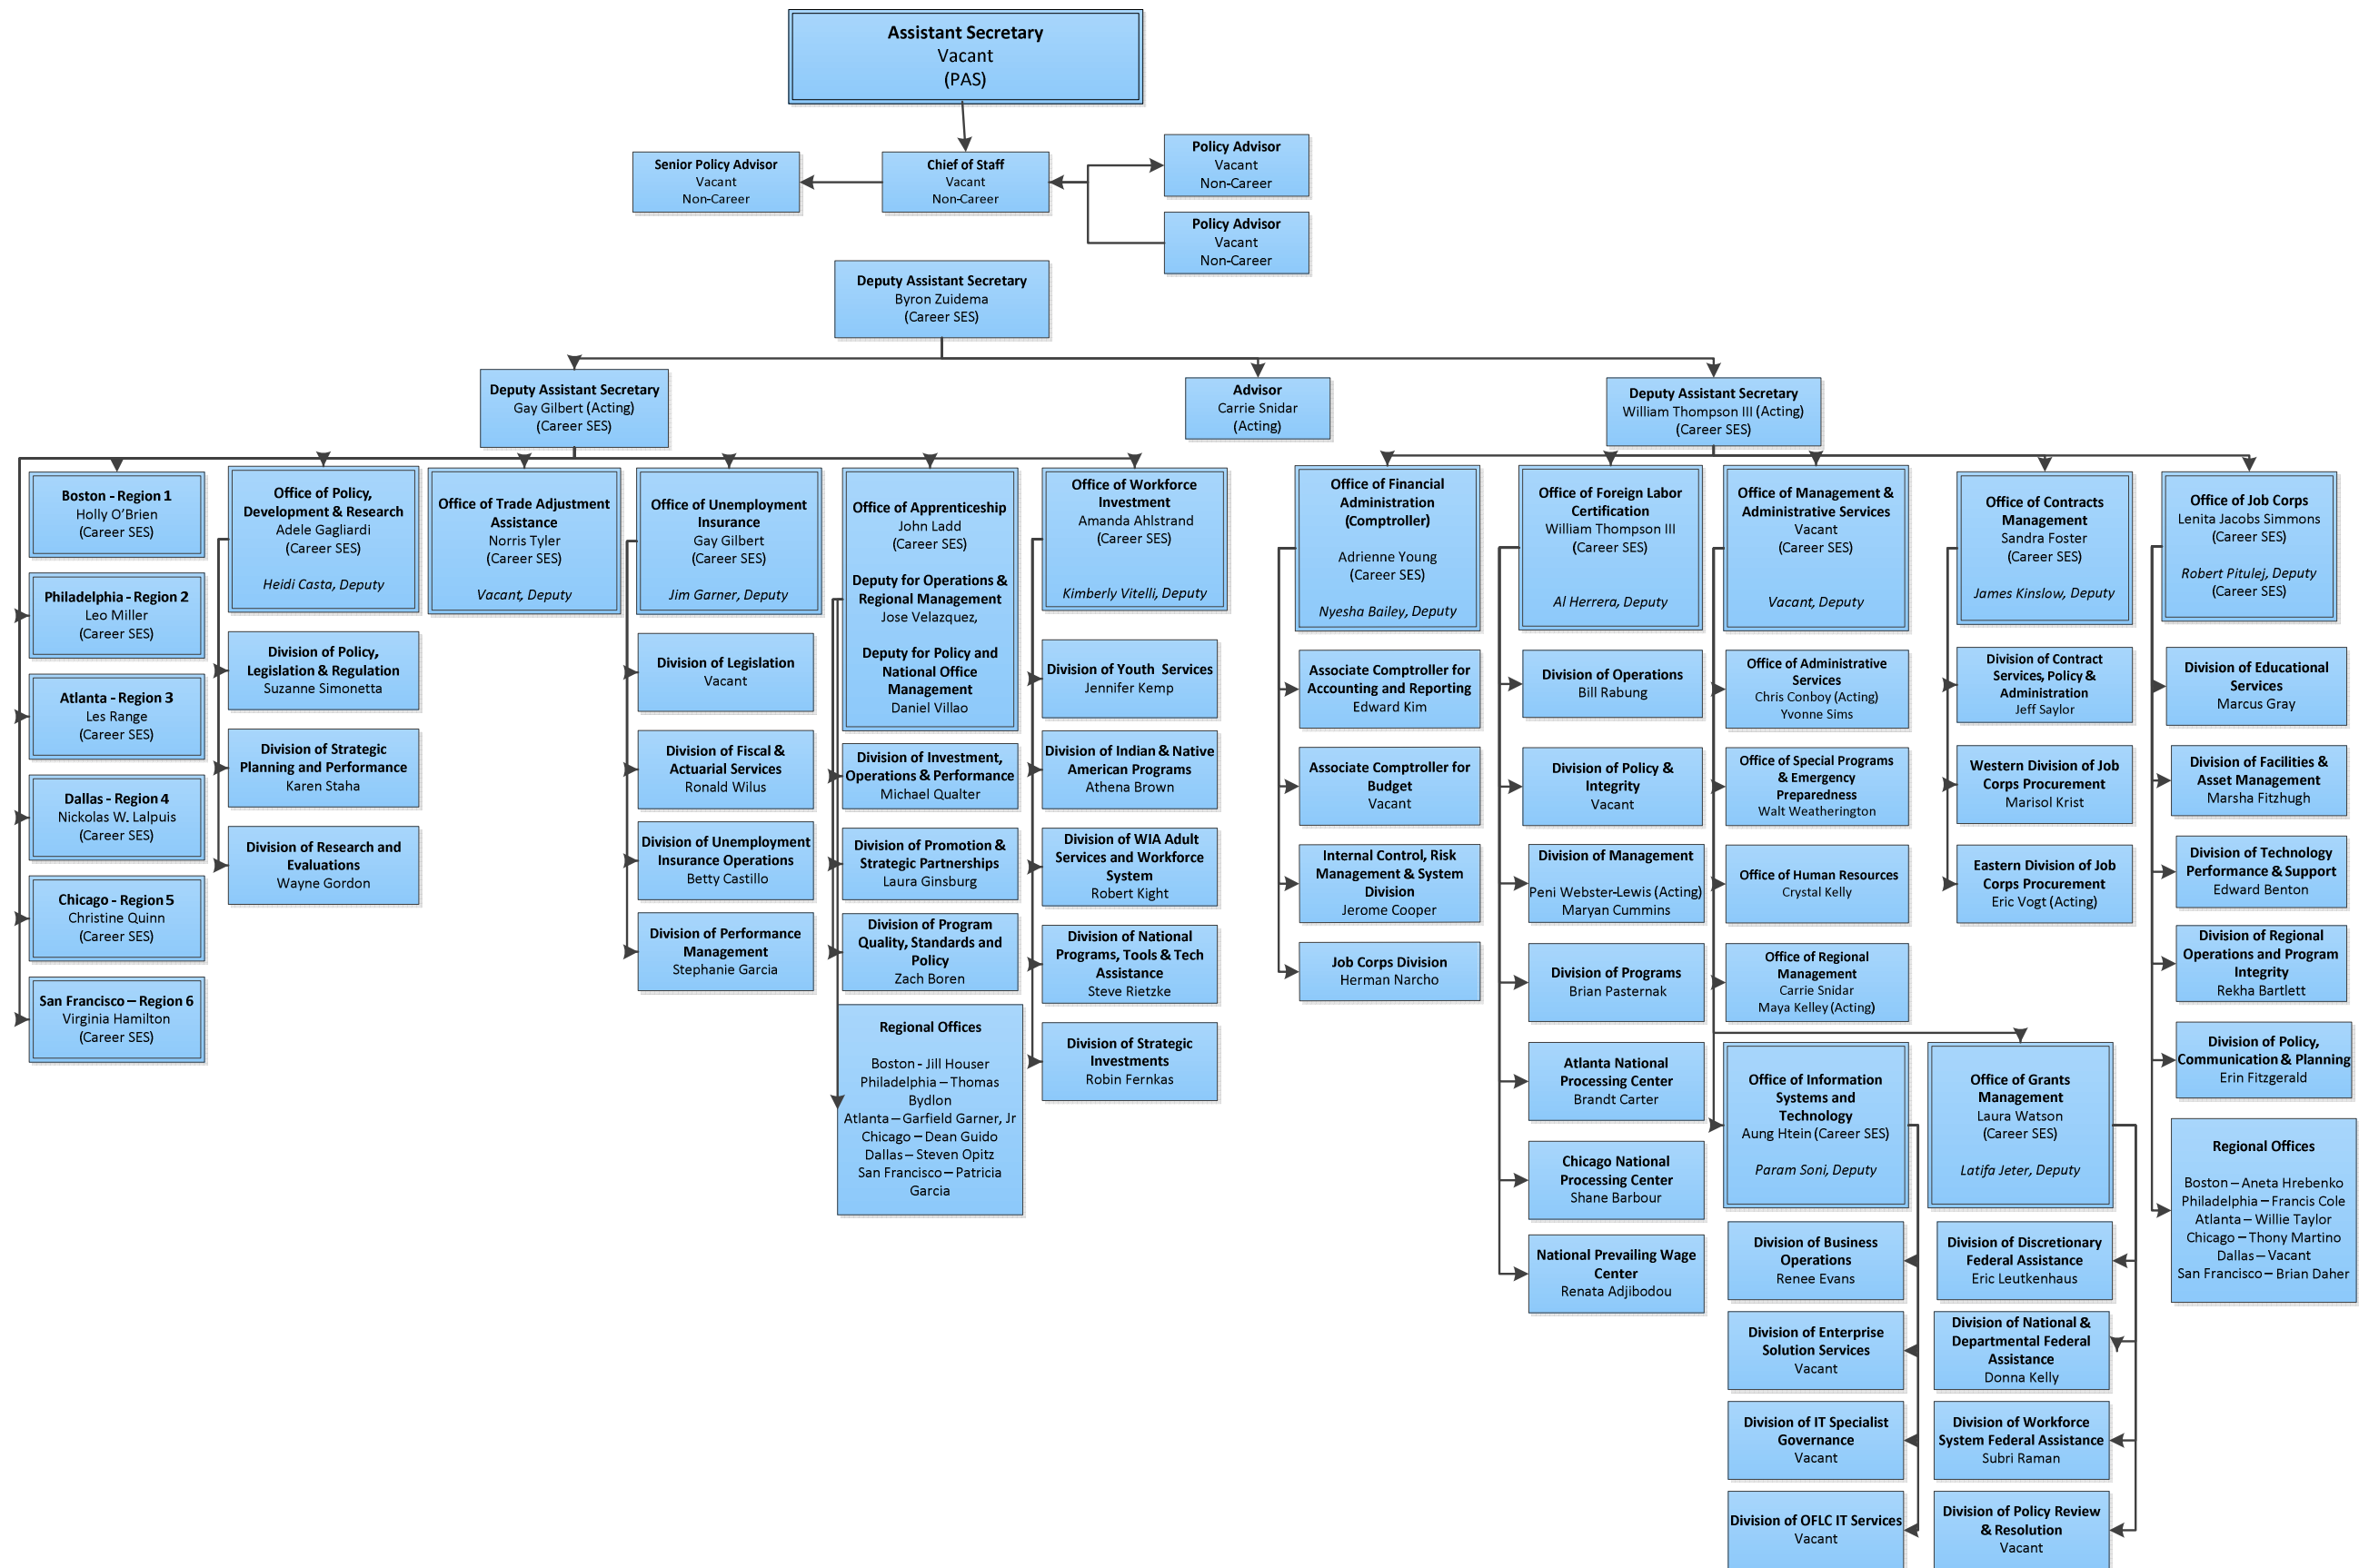 Assistant Secretary
Vacant
(PAS)
Senior Policy Advisor
Vacant
Non-Career
Chief of Staff
Vacant
Non-Career
Policy Advisor
Vacant
Non-Career
Policy Advisor
Vacant
Non-Career
Deputy Assistant Secretary
Byron Zuidema
(Career SES)
Deputy Assistant Secretary
Gay Gilbert (Acting)
(Career SES)
Advisor
Carrie Snidar
(Acting)
Deputy Assistant Secretary
William Thompson III (Acting)
(Career SES)
Boston - Region 1
Holly O’Brien
(Career SES)
Philadelphia - Region 2
Leo Miller
(Career SES)
Atlanta - Region 3
Les Range
(Career SES)
Dallas - Region 4
Nickolas W. Lalpuis
(Career SES)
Chicago - Region 5
Christine Quinn
(Career SES)
San Francisco – Region 6
Virginia Hamilton
(Career SES)
Office of Policy,
Development & Research
Adele Gagliardi
(Career SES)
Heidi Casta, Deputy
Division of Policy,
Legislation & Regulation
Suzanne Simonetta
Division of Strategic
Planning and Performance
Karen Staha
Division of Research and
Evaluations
Wayne Gordon
Office of Trade Adjustment
Assistance
Norris Tyler
(Career SES)
Vacant, Deputy
Office of Unemployment
Insurance
Gay Gilbert
(Career SES)
Jim Garner, Deputy
Division of Legislation
Vacant
Division of Fiscal &
Actuarial Services
Ronald Wilus
Division of Unemployment
Insurance Operations
Betty Castillo
Division of Performance
Management
Stephanie Garcia
Office of Apprenticeship
John Ladd
(Career SES)
Deputy for Operations &
Regional Management
Jose Velazquez,
Deputy for Policy and
National Office
Management
Daniel Villao
Division of Investment,
Operations & Performance
Michael Qualter
Division of Promotion &
Strategic Partnerships
Laura Ginsburg
Division of Program
Quality, Standards and
Policy
Zach Boren
Regional Offices
Boston - Jill Houser
Philadelphia – Thomas
Bydlon
Atlanta – Garfield Garner, Jr
Chicago – Dean Guido
Dallas – Steven Opitz
San Francisco – Patricia
Garcia
Office of Workforce
Investment
Amanda Ahlstrand
(Career SES)
Kimberly Vitelli, Deputy
Division of Youth Services
Jennifer Kemp
Division of Indian & Native
American Programs
Athena Brown
Division of WIA Adult
Services and Workforce
System
Robert Kight
Division of National
Programs, Tools & Tech
Assistance
Steve Rietzke
Division of Strategic
Investments
Robin Fernkas
Office of Financial
Administration
(Comptroller)
Adrienne Young
(Career SES)
Nyesha Bailey, Deputy
Associate Comptroller for
Accounting and Reporting
Edward Kim
Associate Comptroller for
Budget
Vacant
Internal Control, Risk
Management & System
Division
Jerome Cooper
Job Corps Division
Herman Narcho
Office of Foreign Labor
Certification
William Thompson III
(Career SES)
Al Herrera, Deputy
Division of Operations
Bill Rabung
Division of Policy &
Integrity
Vacant
Division of Management
Peni Webster-Lewis (Acting)
Maryan Cummins
Division of Programs
Brian Pasternak
Atlanta National
Processing Center
Brandt Carter
Chicago National
Processing Center
Shane Barbour
National Prevailing Wage
Center
Renata Adjibodou
Office of Management &
Administrative Services
Vacant
(Career SES)
Vacant, Deputy
Office of Administrative
Services
Chris Conboy (Acting)
Yvonne Sims
Office of Special Programs
& Emergency
Preparedness
Walt Weatherington
Office of Human Resources
Crystal Kelly
Office of Regional
Management
Carrie Snidar
Maya Kelley (Acting)
Office of Information
Systems and
Technology
Aung Htein (Career SES)
Param Soni, Deputy
Division of Business
Operations
Renee Evans
Division of Enterprise
Solution Services
Vacant
Division of IT Specialist
Governance
Vacant
Division of OFLC IT Services
Vacant
Office of Contracts
Management
Sandra Foster
(Career SES)
James Kinslow, Deputy
Division of Contract
Services, Policy &
Administration
Jeff Saylor
Western Division of Job
Corps Procurement
Marisol Krist
Eastern Division of Job
Corps Procurement
Eric Vogt (Acting)
Office of Grants
Management
Laura Watson
(Career SES)
Latifa Jeter, Deputy
Division of Discretionary
Federal Assistance
Eric Leutkenhaus
Division of National &
Departmental Federal
Assistance
Donna Kelly
Division of Workforce
System Federal Assistance
Subri Raman
Division of Policy Review
& Resolution
Vacant
Office of Job Corps
Lenita Jacobs Simmons
(Career SES)
Robert Pitulej, Deputy
(Career SES)
Division of Educational
Services
Marcus Gray
Division of Facilities &
Asset Management
Marsha Fitzhugh
Division of Technology
Performance & Support
Edward Benton
Division of Regional
Operations and Program
Integrity
Rekha Bartlett
Division of Policy,
Communication & Planning
Erin Fitzgerald
Regional Offices
Boston – Aneta Hrebenko
Philadelphia – Francis Cole
Atlanta – Willie Taylor
Chicago – Thony Martino
Dallas – Vacant
San Francisco – Brian Daher